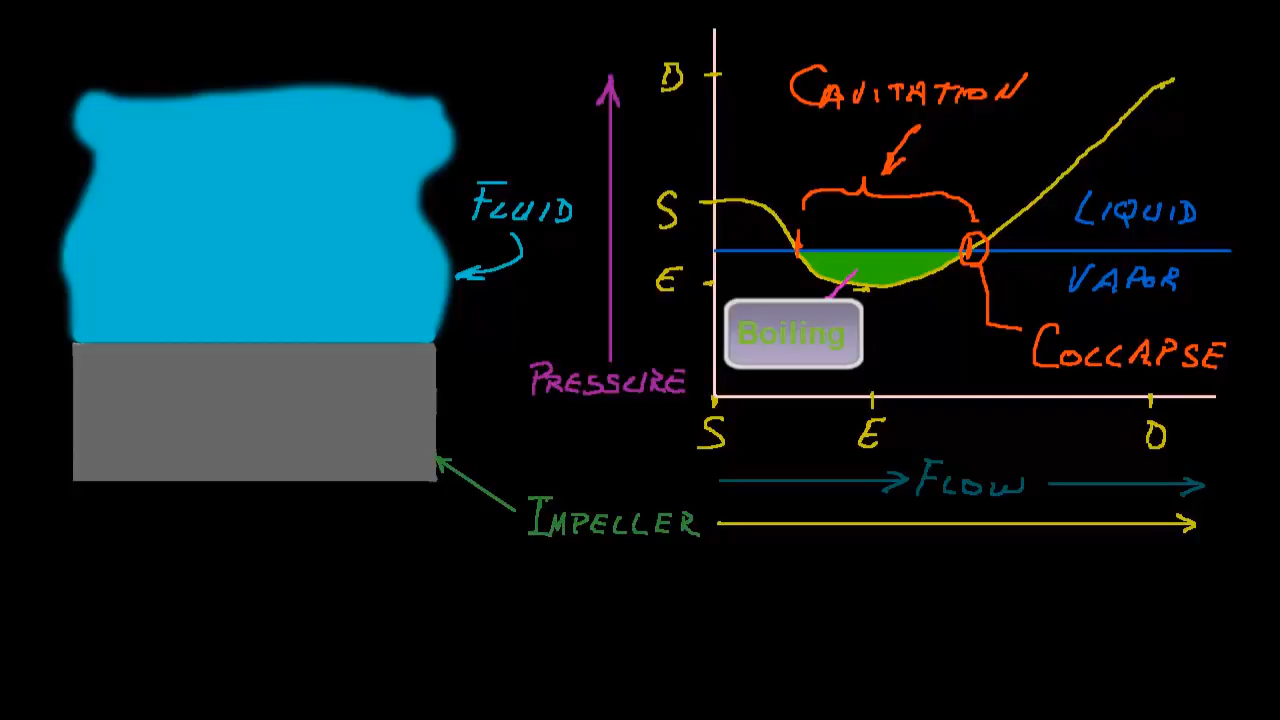 D
CAVITATION
S
FLUID
LIQUID
E
VAPOR
Boiling
COLLAPSE
PRESSURE
S E D
FLOW
IMPELLER